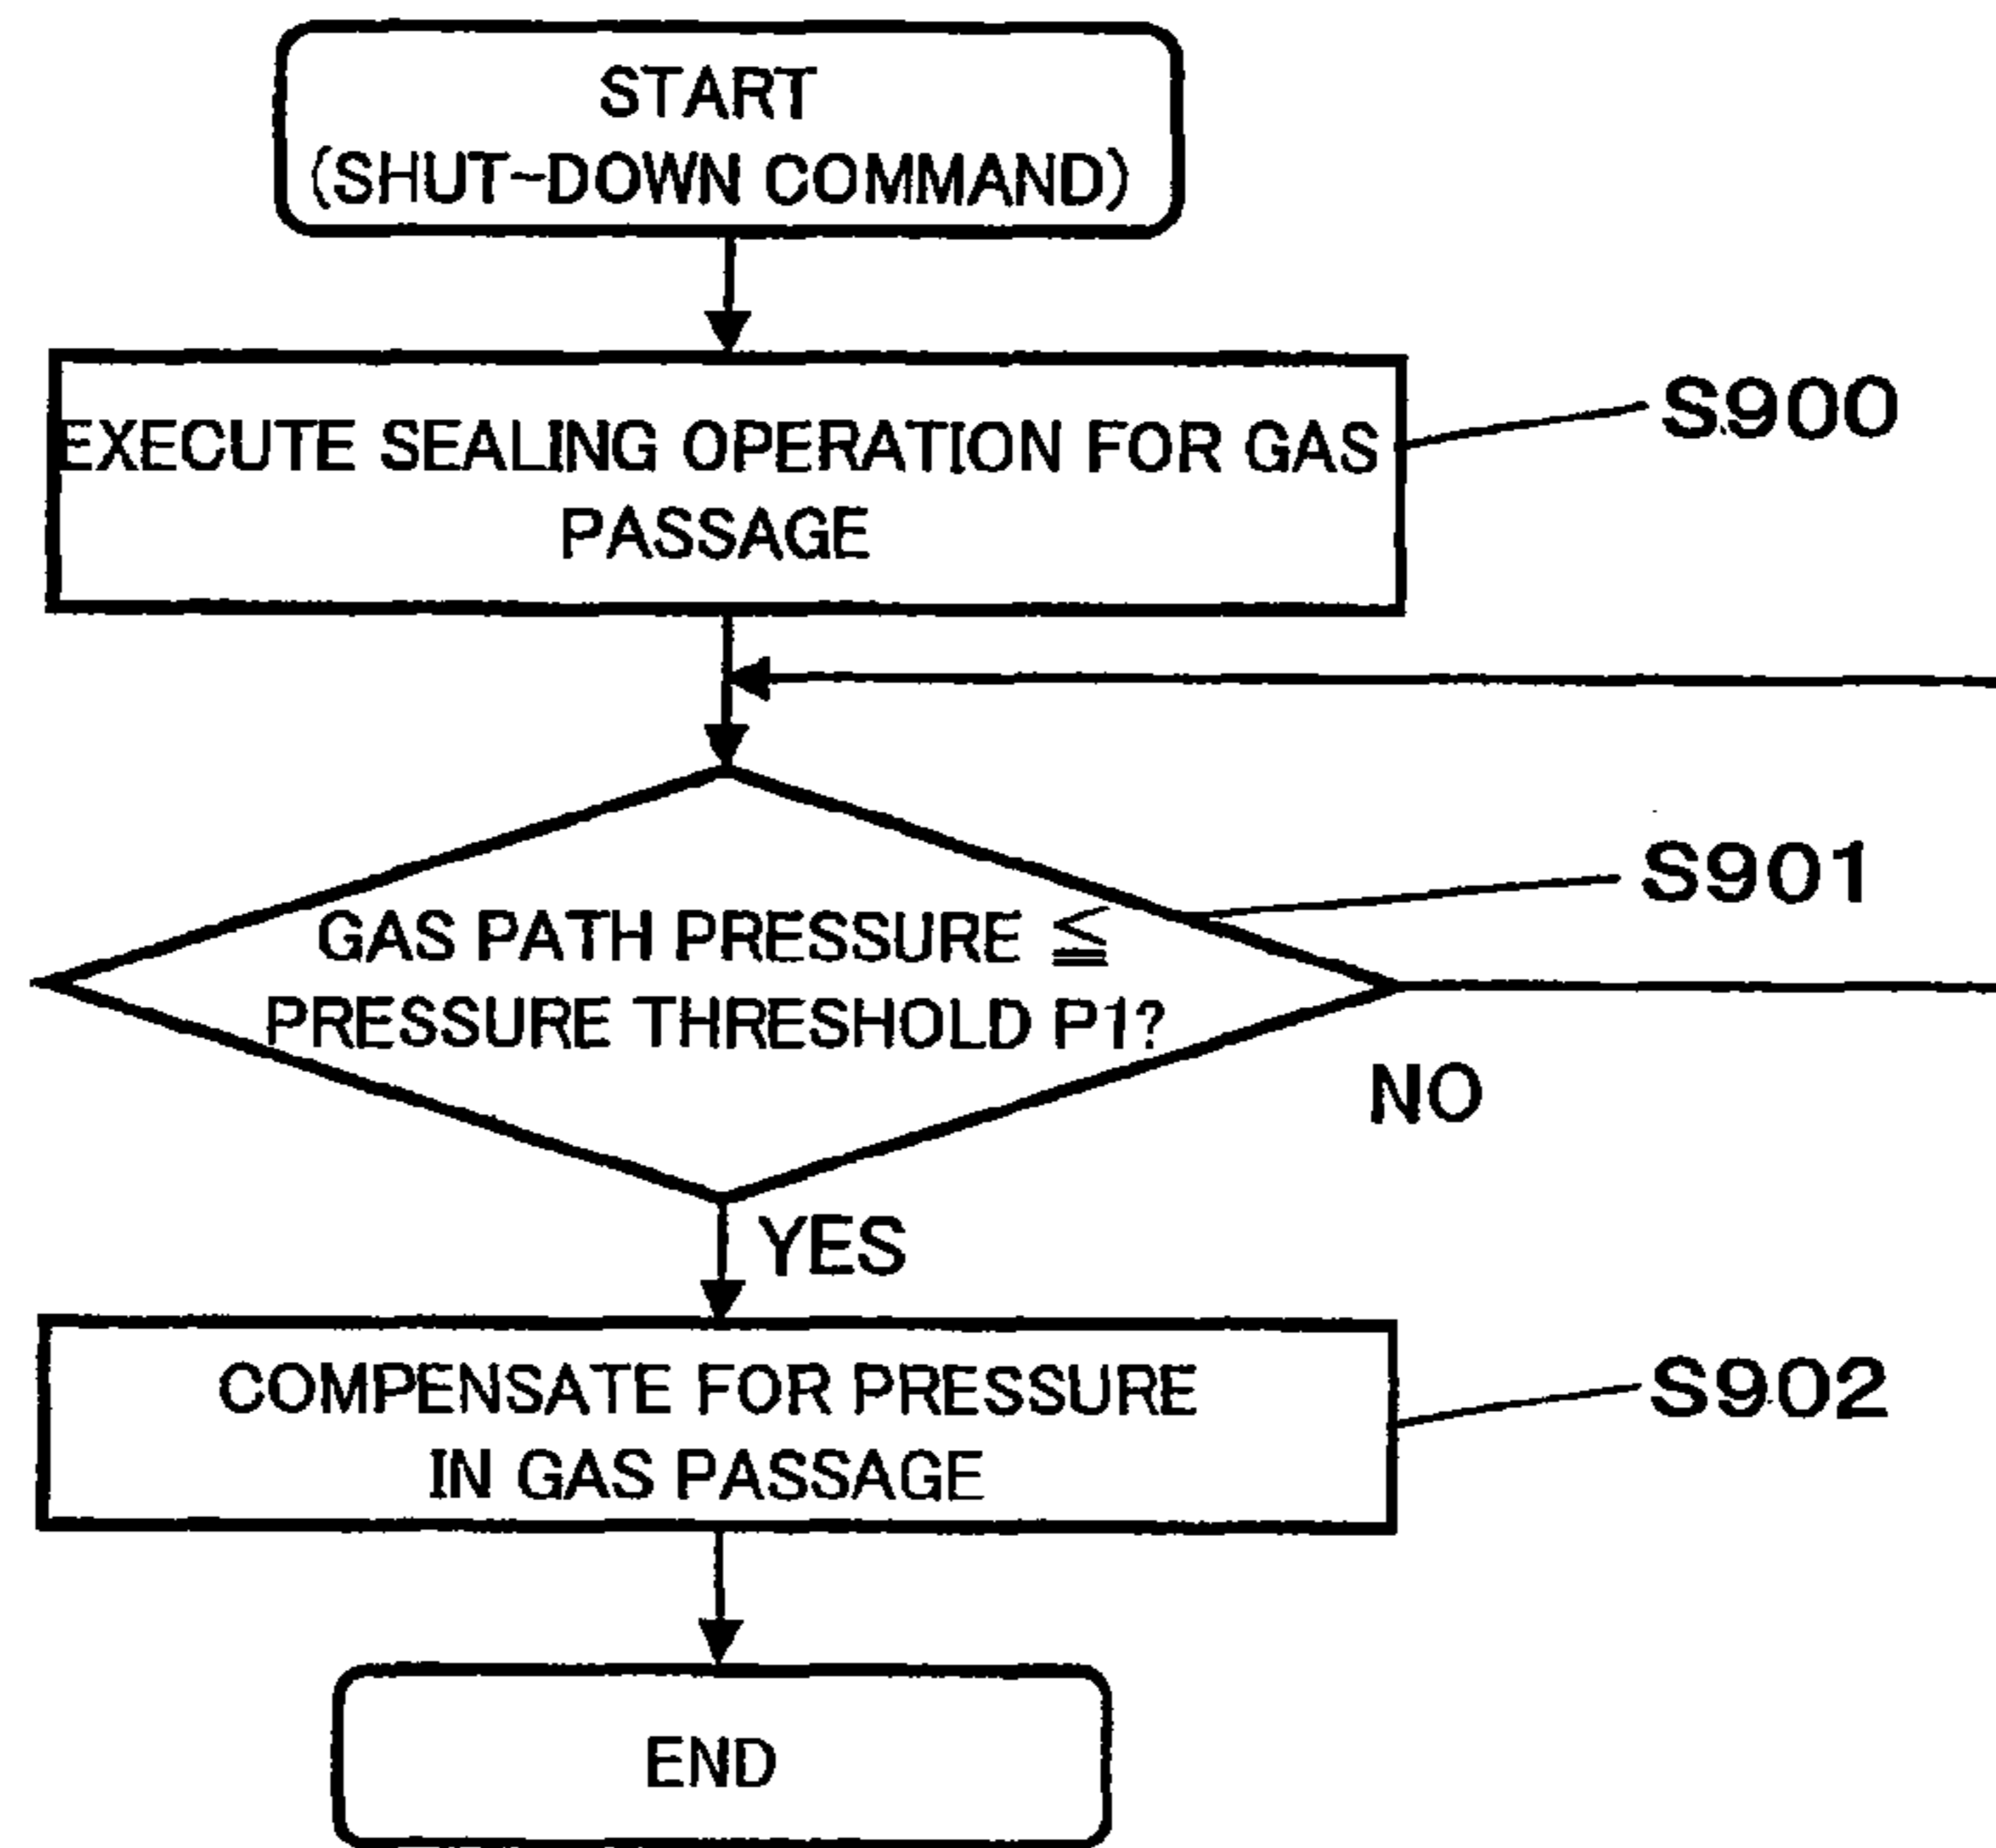 START
(SHUT-DOWN COMMAND)
EXECUTE SEALING OPERATION FOR GAS
PASSAGE
S900
GAS PATH PRESSURE ≦
PRESSURE THRESHOLD P1?
S901
NO
YES
COMPENSATE FOR PRESSURE
IN GAS PASSAGE
S902
END